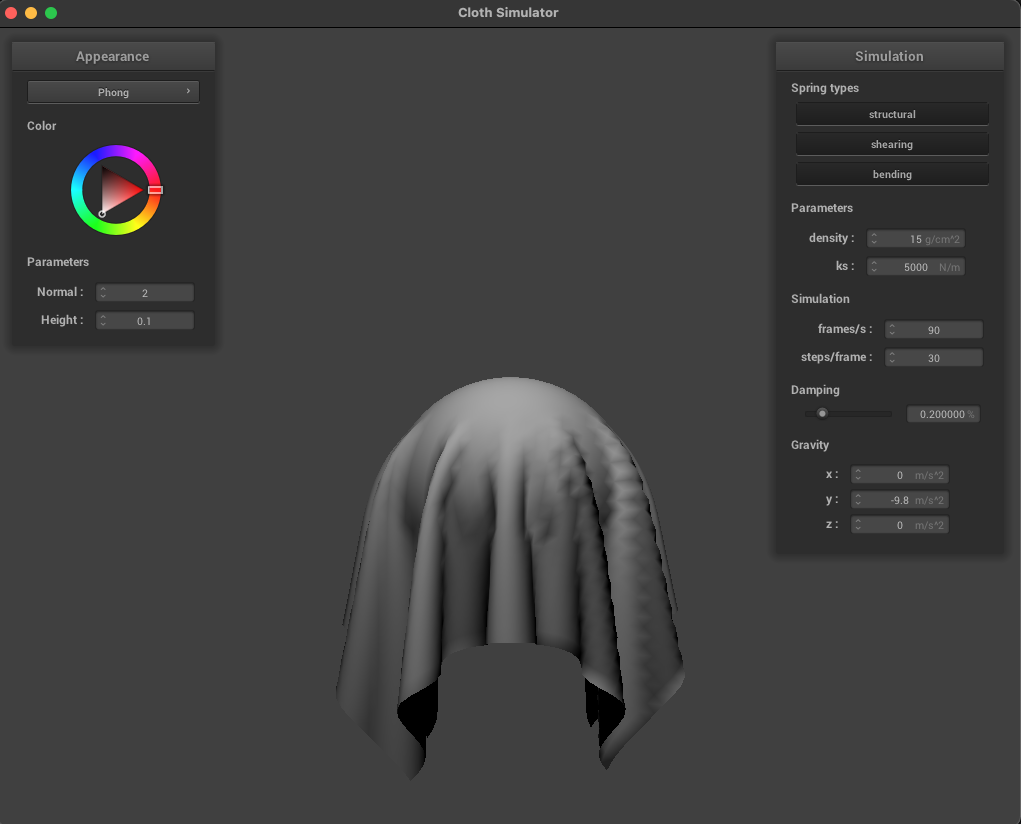 Cloth Simulator
Appearance
Phong
Color
Parameters
Normal : 2
Height : 0.1
Simulation
Spring types
structural
shearing
bending
Parameters
density : 15 g/cm^2
ks : 5000 N/m
Simulation
frames/s : 90
steps/frame : 30
Damping
0.200000 %
Gravity
x : 0 m/s^2
y : -9.8 m/s^2
z : 0 m/s^2